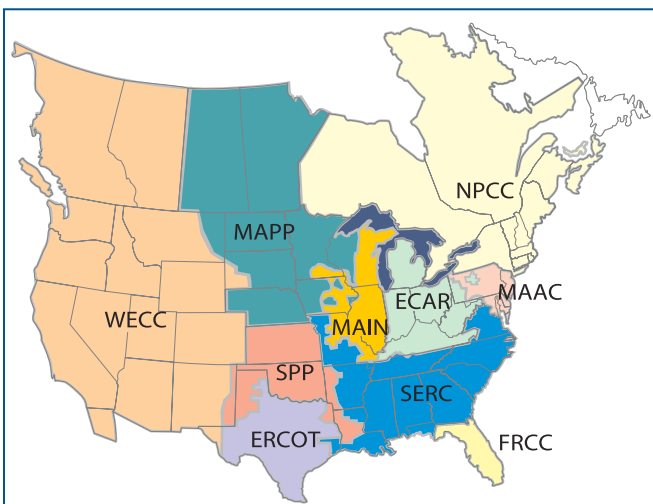 NPCC
MAPP
MAAC
ECAR
WECC
MAIN
SPP
SERC
ERCOT
FRCC